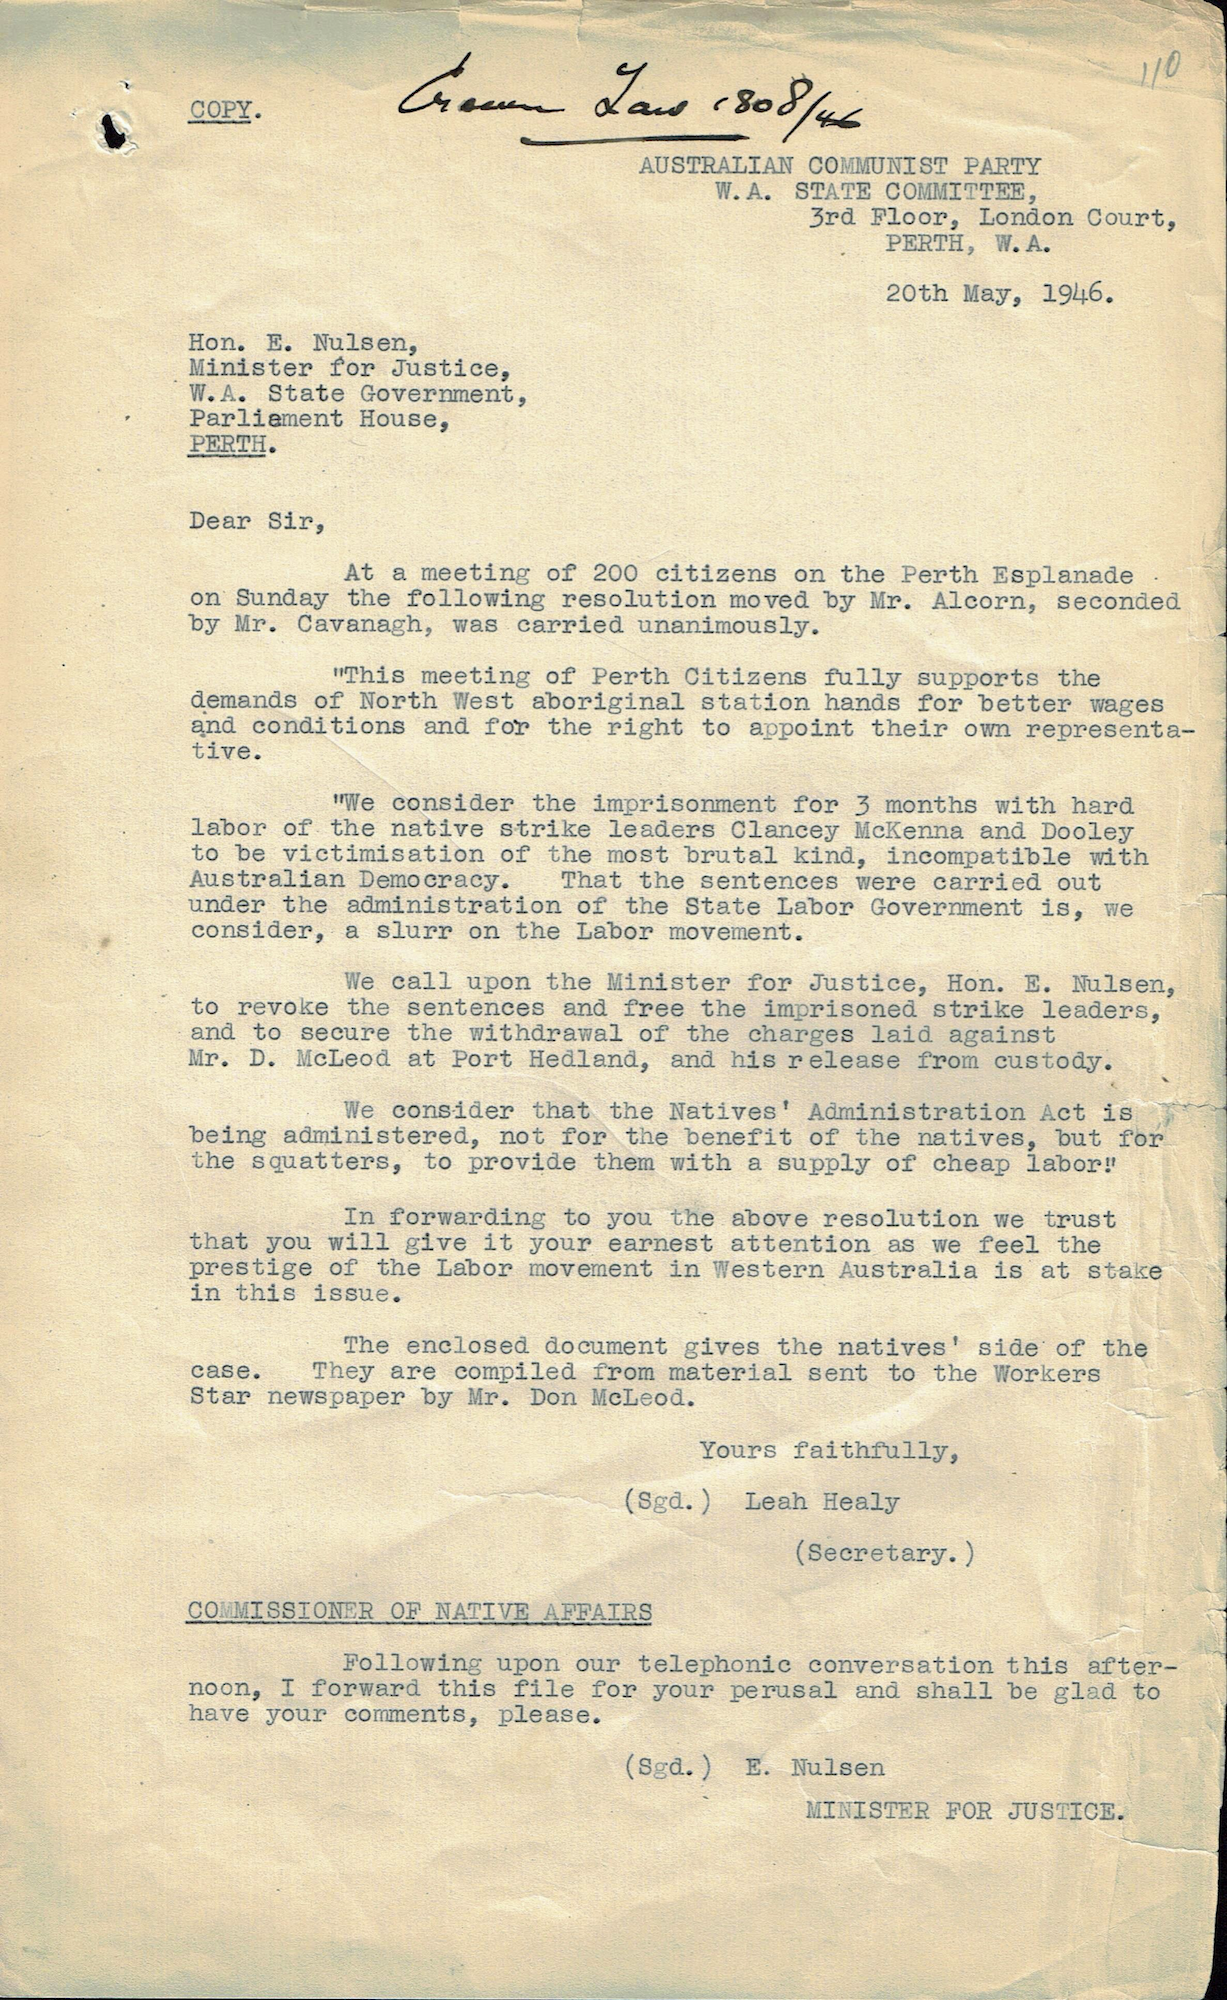 110
COPY.
Crown Law 1808/46
AUSTRALIAN COMMUNIST PARTY
W.A. STATE COMMITTEE,
3rd Floor, London Court,
PERTH, W.A.
20th May, 1946.
Hon. E. Nulsen,
Minister for Justice,
W.A. State Government,
Parliament House,
PERTH.
Dear Sir,
At a meeting of 200 citizens on the Perth Esplanade
on Sunday the following resolution moved by Mr. Alcorn, seconded
by Mr. Cavanagh, was carried unanimously.
"This meeting of Perth Citizens fully supports the
demands of North West aboriginal station hands for better wages
and conditions and for the right to appoint their own representa-
tive.
"We consider the imprisonment for 3 months with hard
labor of the native strike leaders Clancey McKenna and Dooley
to be victimisation of the most brutal kind, incompatible with
Australian Democracy. That the sentences were carried out
under the administration of the State Labor Government is, we
consider, a slurr on the Labor movement.
We call upon the Minister for Justice, Hon. E. Nulsen,
to revoke the sentences and free the imprisoned strike leaders,
and to secure the withdrawal of the charges laid against
Mr. D. McLeod at Port Hedland, and his release from custody.
We consider that the Natives' Administration Act is
being administered, not for the benefit of the natives, but for
the squatters, to provide them with a supply of cheap labor."
In forwarding to you the above resolution we trust
that you will give it your earnest attention as we feel the
prestige of the Labor movement in Western Australia is at stake
in this issue.
The enclosed document gives the natives' side of the
case. They are compiled from material sent to the Workers
Star newspaper by Mr. Don McLeod.
Yours faithfully,
(Sgd.) Leah Healy
(Secretary.)
COMMISSIONER OF NATIVE AFFAIRS
Following upon our telephonic conversation this after-
noon, I forward this file for your perusal and shall be glad to
have your comments, please.
(Sgd.) E. Nulsen
MINISTER FOR JUSTICE.